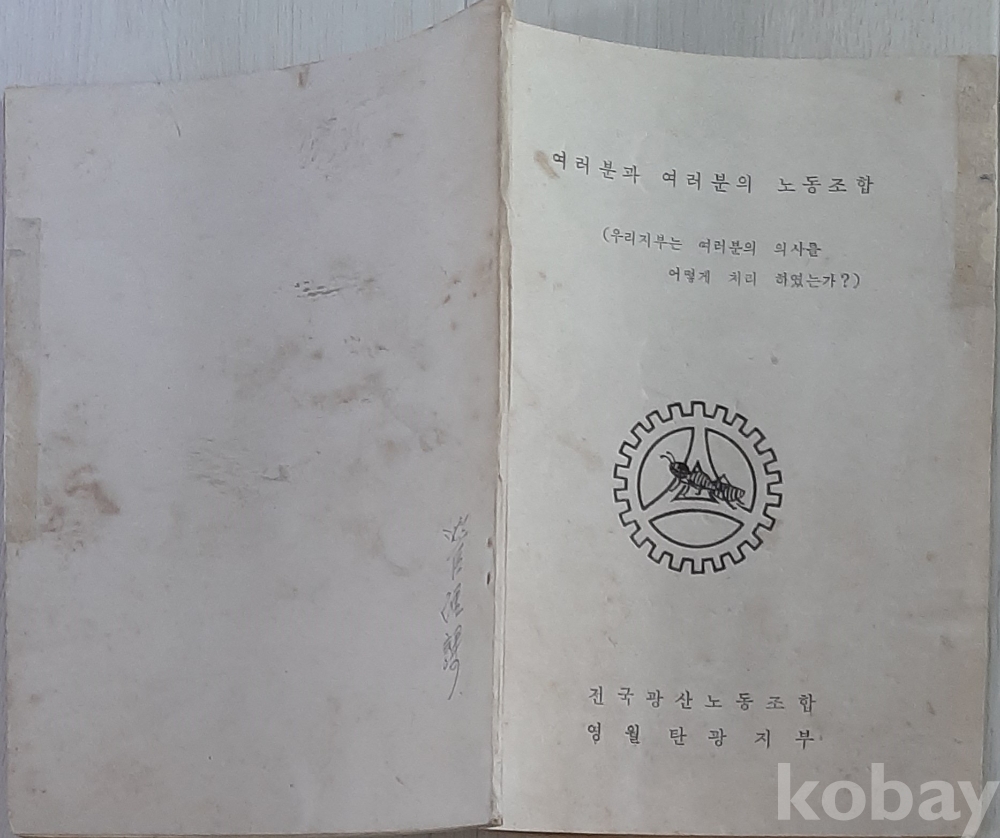 여러분과 여러분의 노동조합
(우리지부는 여러분의 의사를
어떻게 처리 하였는가?)
전국광산노동조합
영월탄광지부
kobay